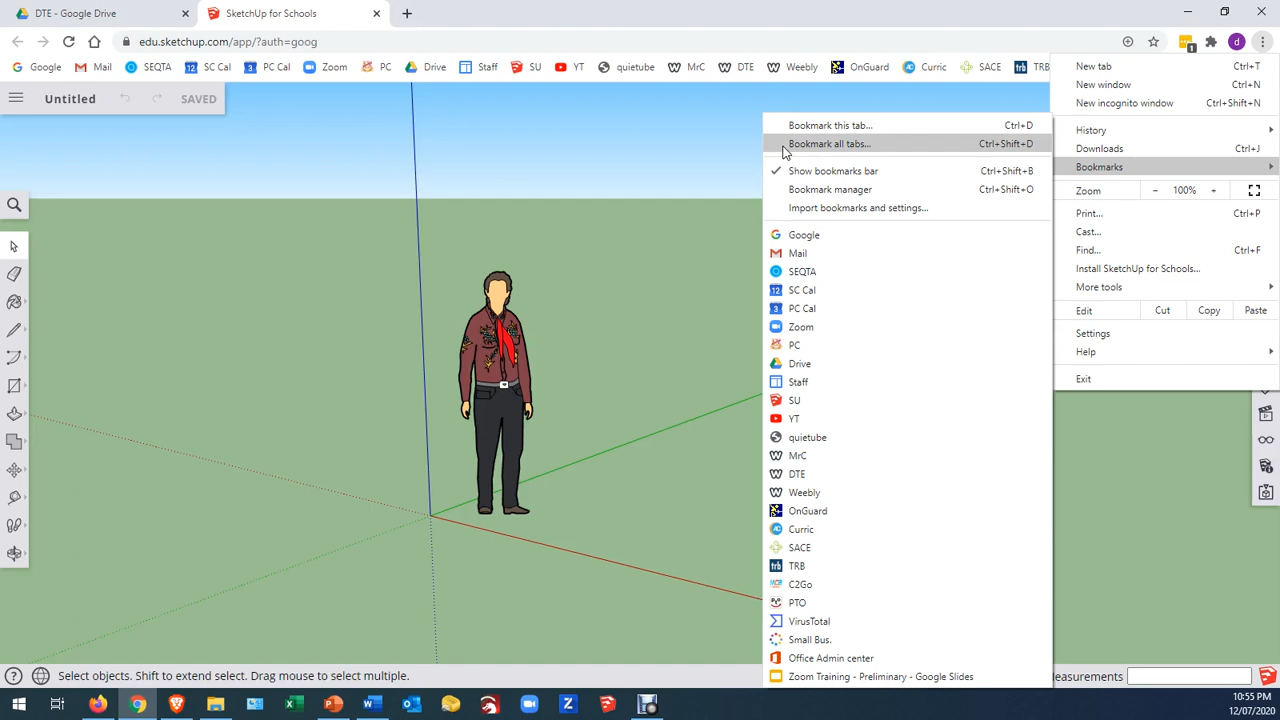 DTE - Google Drive
SketchUp for Schools
edu.sketchup.com/app/?auth=goog
1
d
Google
Mail
SEQTA
12 SC Cal
3 PC Cal
Zoom
PC
Drive
Staff
SU
YT
quietube
MrC
DTE
Weebly
OnGuard
Curric
SACE
trb TRB
Untitled
SAVED
New tab Ctrl+T
New window Ctrl+N
New incognito window Ctrl+Shift+N
History
Downloads Ctrl+J
Bookmarks
Zoom - 100% +
Print... Ctrl+P
Cast...
Find... Ctrl+F
Install SketchUp for Schools...
More tools
Edit Cut Copy Paste
Settings
Help
Exit
Bookmark this tab... Ctrl+D
Bookmark all tabs... Ctrl+Shift+D
Show bookmarks bar Ctrl+Shift+B
Bookmark manager Ctrl+Shift+O
Import bookmarks and settings...
Google
Mail
SEQTA
12 SC Cal
3 PC Cal
Zoom
PC
Drive
Staff
SU
YT
quietube
MrC
DTE
Weebly
OnGuard
Curric
SACE
trb TRB
C2Go
PTO
VirusTotal
Small Bus.
Office Admin center
Zoom Training - Preliminary - Google Slides
Select objects. Shift to extend select. Drag mouse to select multiple.
easurements
10:55 PM
12/07/2020